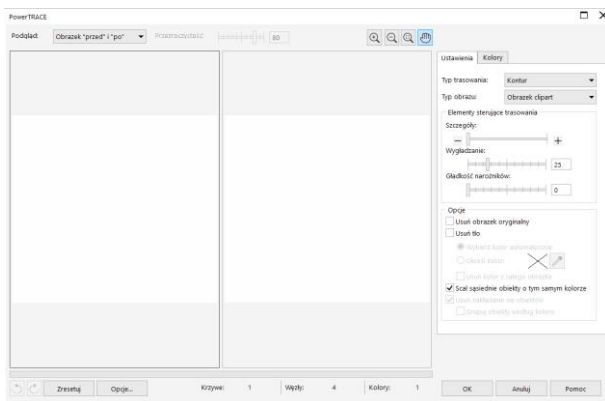 PowerTRACE
Podgląd: Obrazek "przed" i "po" Przezroczystość: 80
Ustawienia Kolory
Typ trasowania: Kontur
Typ obrazu: Obrazek clipart
Elementy sterujące trasowania
Szczegóły:
Wygładzanie:
25
Gładkość narożników:
0
Opcje
Usuń obrazek oryginalny
Usuń tło
Wybierz kolor automatycznie
Określ kolor:
Usuń kolor z całego obrazka
Scal sąsiednie obiekty o tym samym kolorze
Usuń nakładanie się obiektów
Grupuj obiekty według koloru
Zresetuj Opcje... Krzywe: 1 Węzły: 4 Kolory: 1 OK Anuluj Pomoc